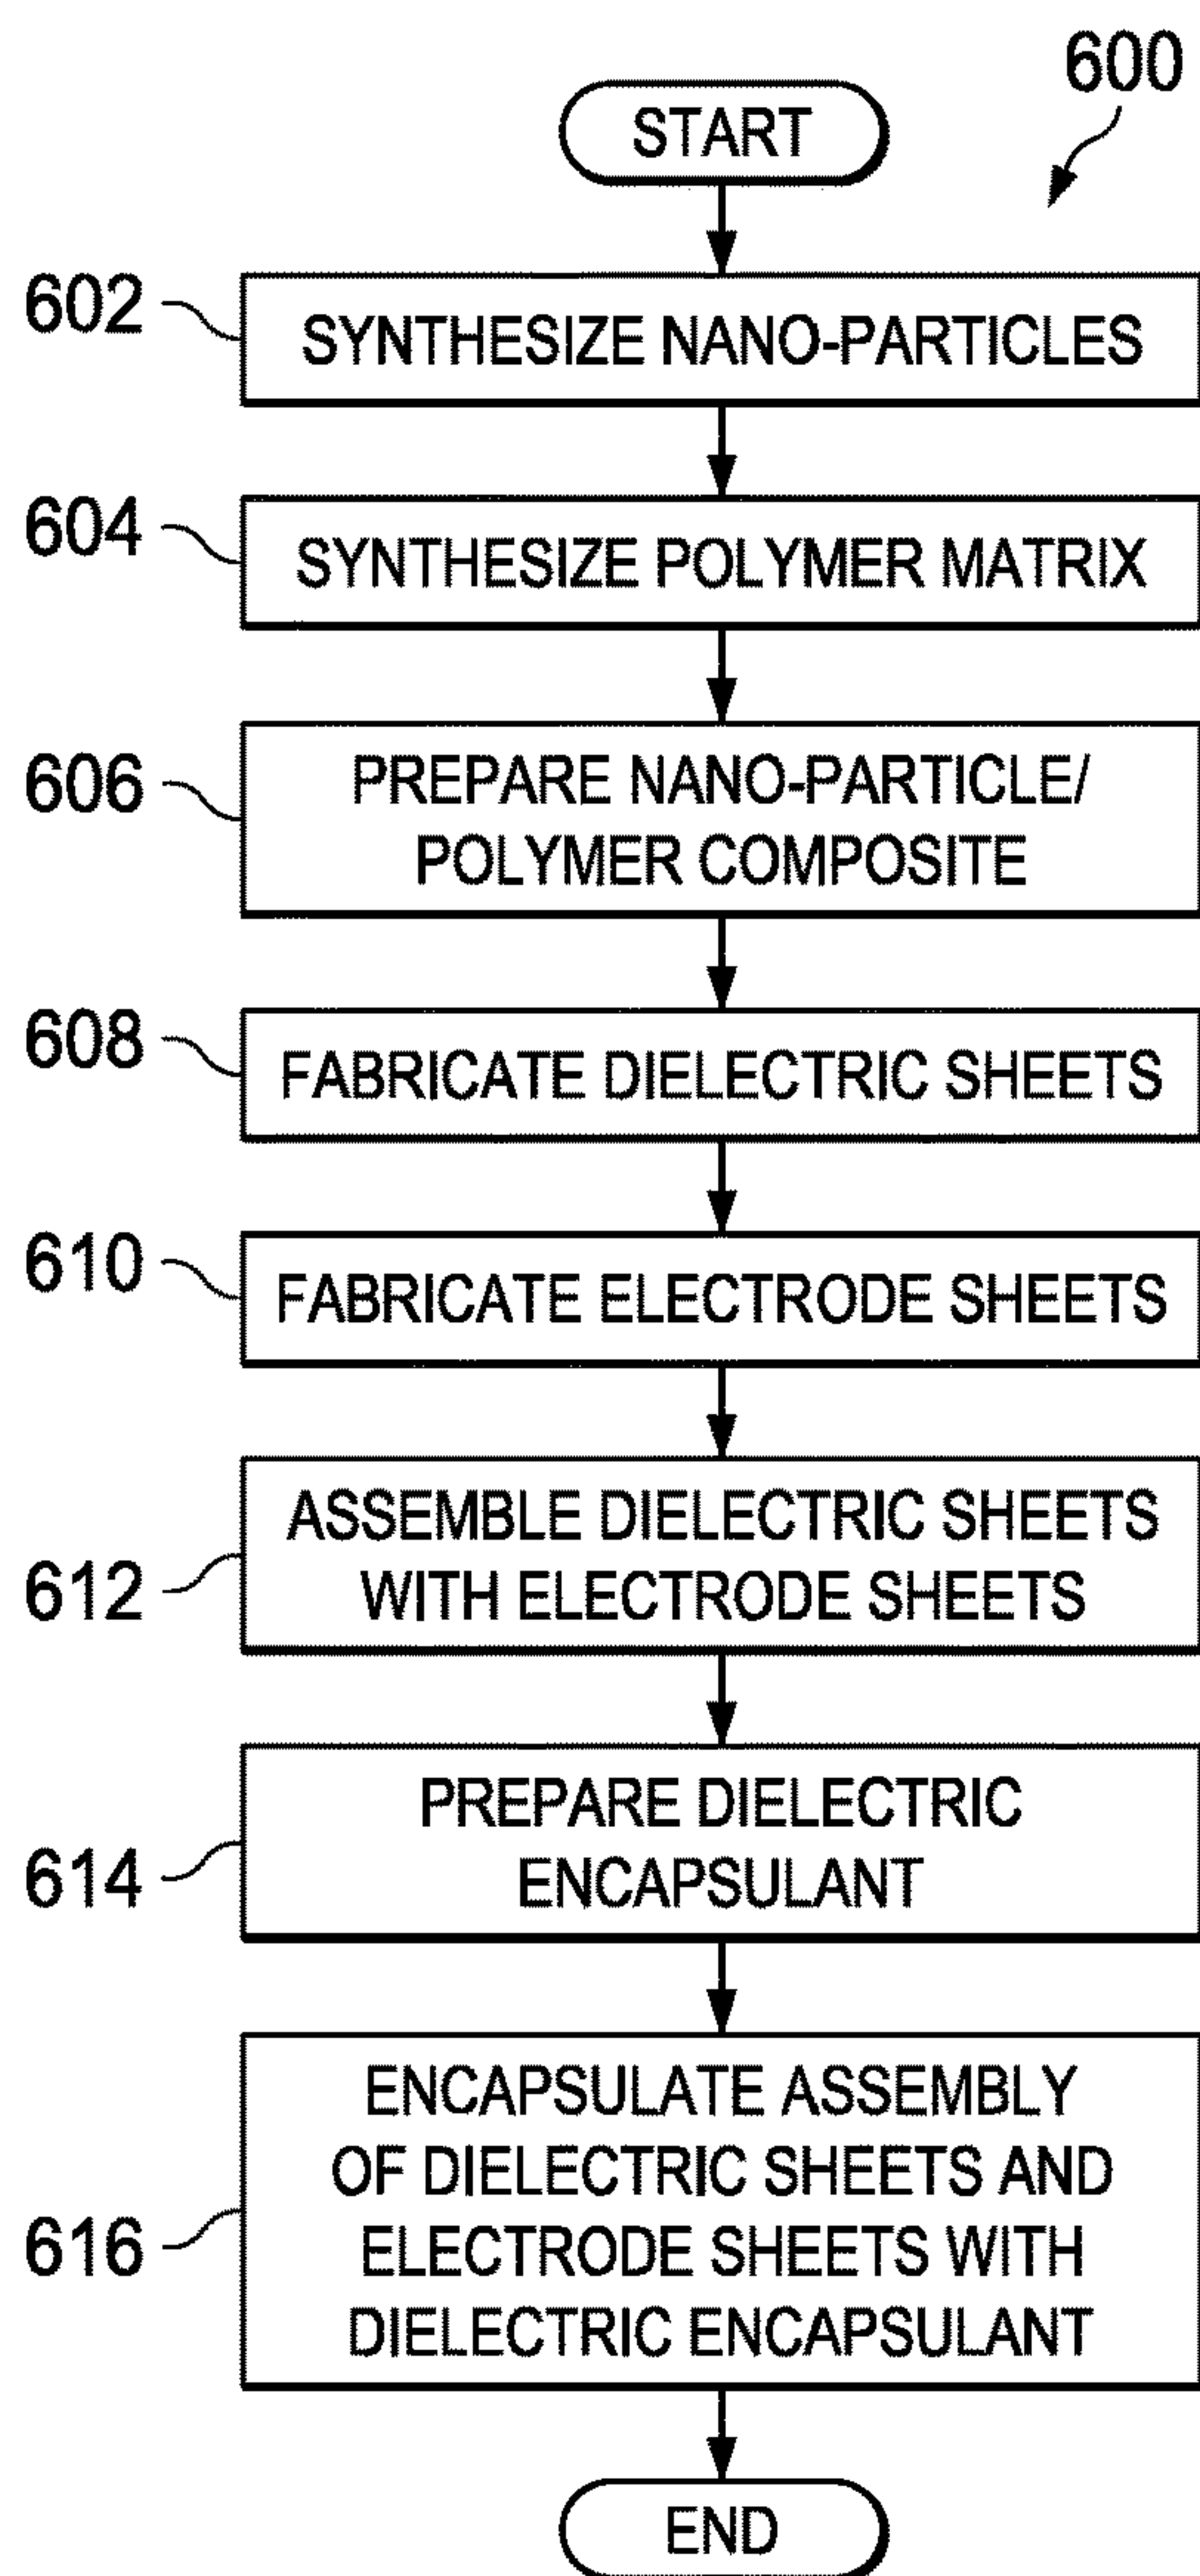 600
START
602
SYNTHESIZE NANO-PARTICLES
604
SYNTHESIZE POLYMER MATRIX
606
PREPARE NANO-PARTICLE/
POLYMER COMPOSITE
608
FABRICATE DIELECTRIC SHEETS
610
FABRICATE ELECTRODE SHEETS
612
ASSEMBLE DIELECTRIC SHEETS
WITH ELECTRODE SHEETS
614
PREPARE DIELECTRIC
ENCAPSULANT
616
ENCAPSULATE ASSEMBLY
OF DIELECTRIC SHEETS AND
ELECTRODE SHEETS WITH
DIELECTRIC ENCAPSULANT
END